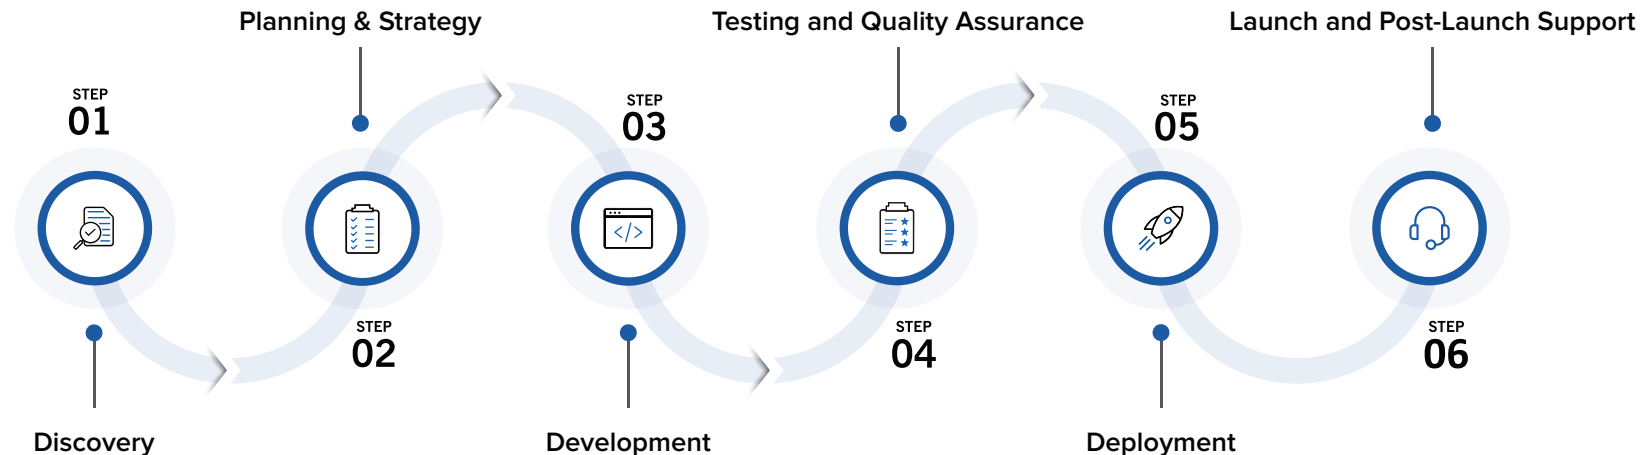 Planning & Strategy
Testing and Quality Assurance
Launch and Post-Launch Support
STEP
01
STEP
03
STEP
05
</>
STEP
02
STEP
04
STEP
06
Discovery
Development
Deployment